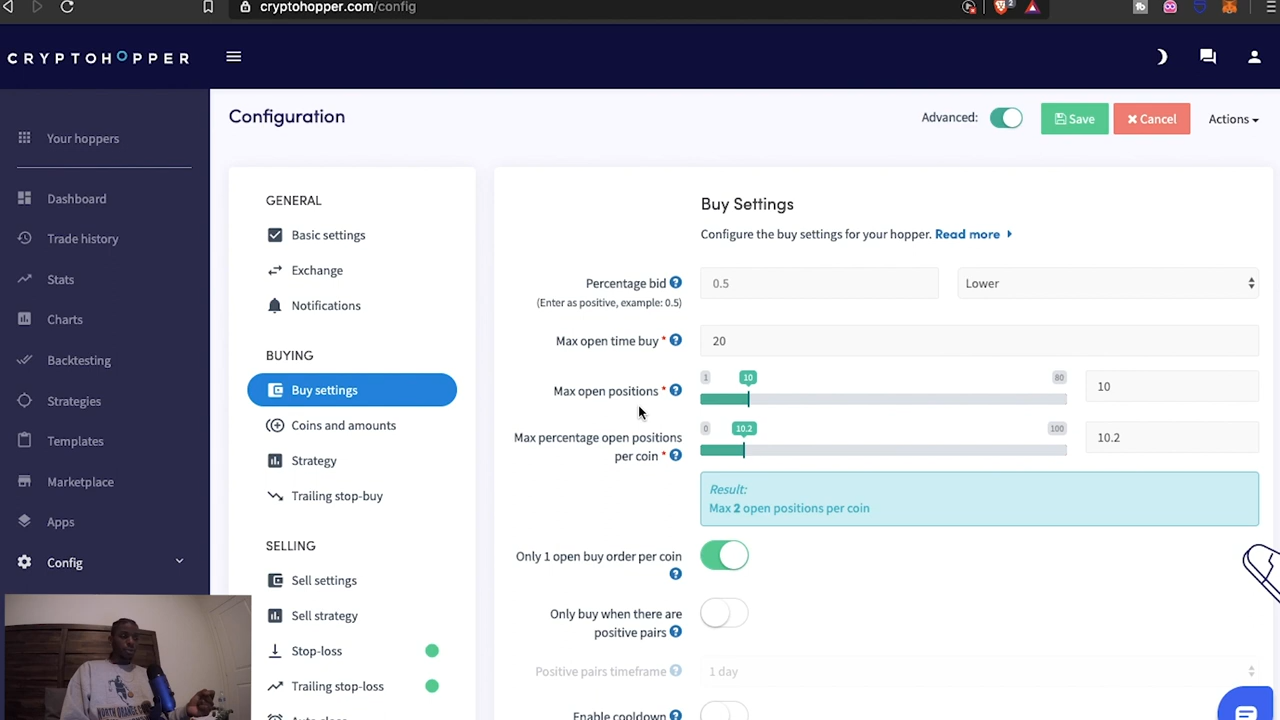 cryptohopper.com/config
2
CRYPTOHOPPER
Configuration
Advanced:
Save
Cancel
Actions
Your hoppers
Dashboard
Trade history
Stats
Charts
Backtesting
Strategies
Templates
Marketplace
Apps
Config
GENERAL
Basic settings
Exchange
Notifications
BUYING
Buy settings
Coins and amounts
Strategy
Trailing stop-buy
SELLING
Sell settings
Sell strategy
Stop-loss
Trailing stop-loss
Buy Settings
Configure the buy settings for your hopper. Read more
Percentage bid ?
(Enter as positive, example: 0.5)
0.5
Lower
Max open time buy * ?
20
Max open positions * ?
1 10 80
10
Max percentage open positions
per coin * ?
0 10.2 100
10.2
Result:
Max 2 open positions per coin
Only 1 open buy order per coin
?
Only buy when there are
positive pairs ?
Positive pairs timeframe ?
1 day
Enable cooldown ?